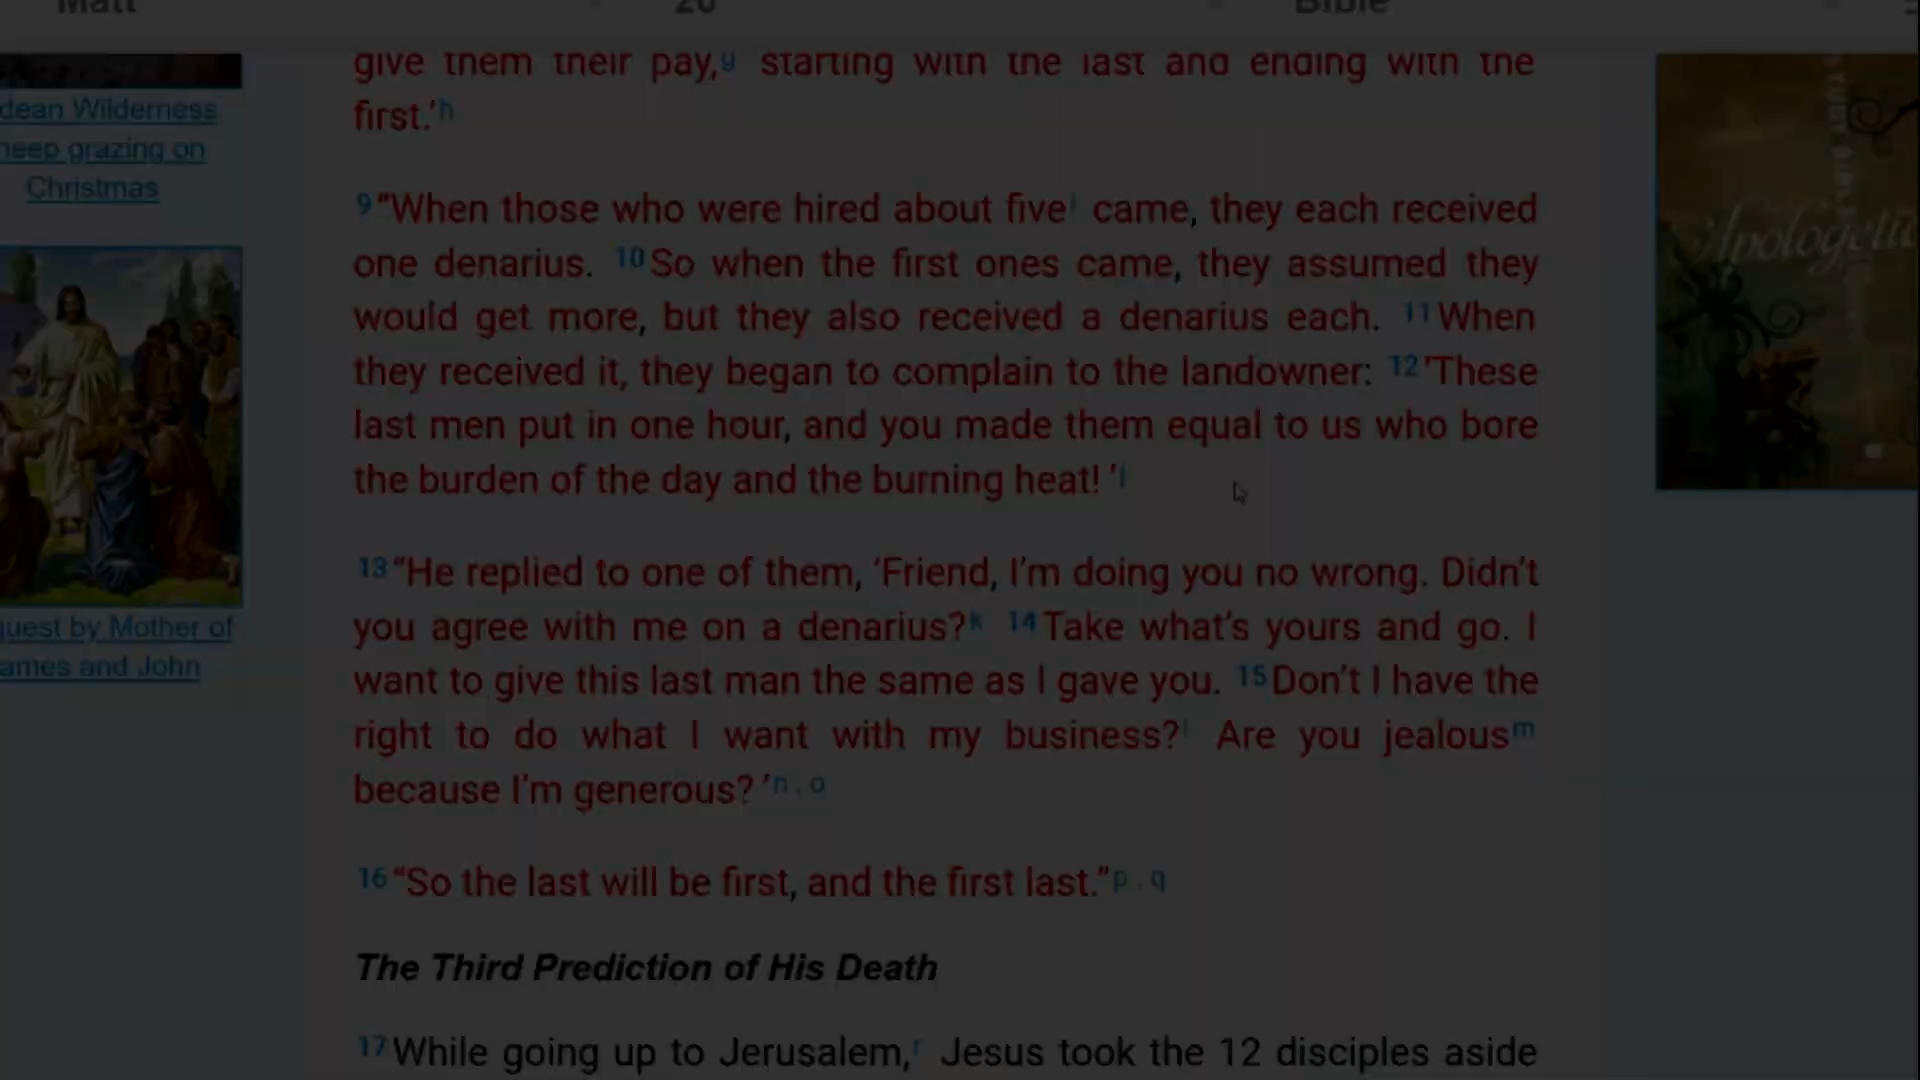 Matt 20 Bible
give them their pay,g starting with the last and ending with the
first.'h
dean Wilderness
heep grazing on
Christmas
9 “When those who were hired about five i came, they each received
one denarius. 10 So when the first ones came, they assumed they
would get more, but they also received a denarius each. 11 When
they received it, they began to complain to the landowner: 12 'These
last men put in one hour, and you made them equal to us who bore
the burden of the day and the burning heat! 'j
13 “He replied to one of them, ‘Friend, I’m doing you no wrong. Didn’t
you agree with me on a denarius?k 14 Take what’s yours and go. I
want to give this last man the same as I gave you. 15 Don’t I have the
right to do what I want with my business?l Are you jealous m
because I’m generous? ’n , o
16 “So the last will be first, and the first last.”p , q
The Third Prediction of His Death
17 While going up to Jerusalem,r Jesus took the 12 disciples aside
quest by Mother of
ames and John
Apologetic